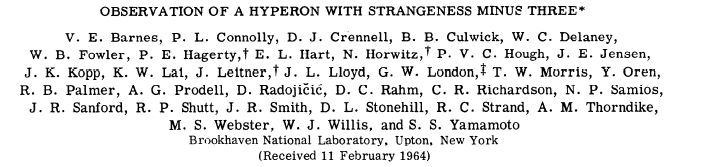 OBSERVATION OF A HYPERON WITH STRANGENESS MINUS THREE*
V. E. Barnes, P. L. Connolly, D. J. Crennell, B. B. Culwick, W. C. Delaney,
W. B. Fowler, P. E. Hagerty,† E. L. Hart, N. Horwitz,† P. V. C. Hough, J. E. Jensen,
J. K. Kopp, K. W. Lai, J. Leitner,† J. L. Lloyd, G. W. London,‡ T. W. Morris, Y. Oren,
R. B. Palmer, A. G. Prodell, D. Radojičić, D. C. Rahm, C. R. Richardson, N. P. Samios,
J. R. Sanford, R. P. Shutt, J. R. Smith, D. L. Stonehill, R. C. Strand, A. M. Thorndike,
M. S. Webster, W. J. Willis, and S. S. Yamamoto
Brookhaven National Laboratory, Upton, New York
(Received 11 February 1964)